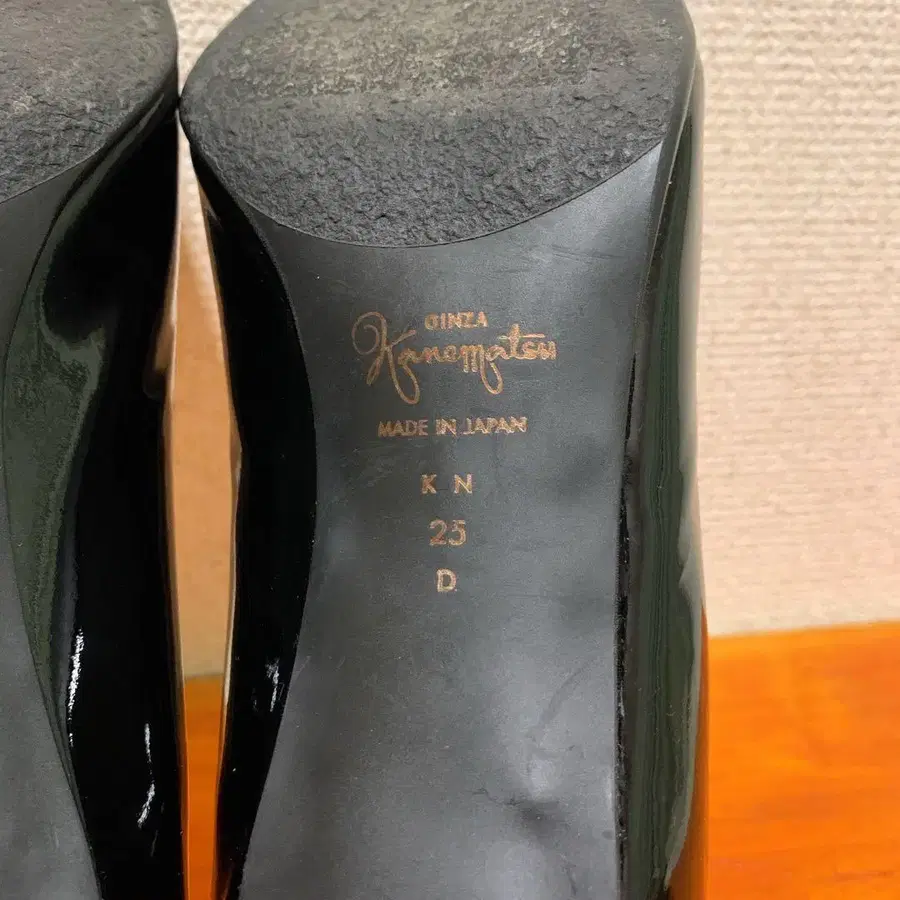 GINZA
Kanematsu
MADE IN JAPAN
K N
25
D